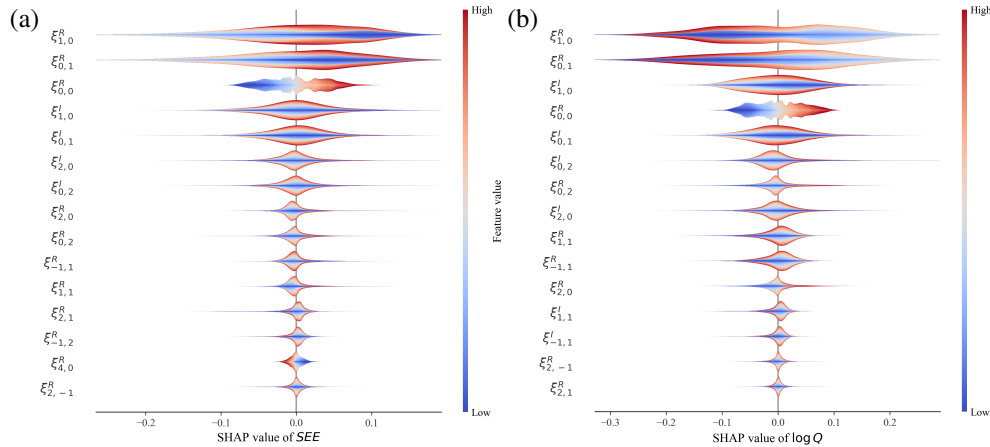 (a)
ξ^R_{1,0}
ξ^R_{0,1}
ξ^R_{0,0}
ξ^I_{1,0}
ξ^I_{0,1}
ξ^I_{2,0}
ξ^I_{0,2}
ξ^R_{2,0}
ξ^R_{0,2}
ξ^R_{-1,1}
ξ^R_{1,1}
ξ^R_{2,1}
ξ^R_{-1,2}
ξ^R_{4,0}
ξ^R_{2,-1}
−0.2 −0.1 0.0 0.1
SHAP value of SEE
High
Feature value
Low
(b)
ξ^R_{1,0}
ξ^R_{0,1}
ξ^I_{1,0}
ξ^R_{0,0}
ξ^I_{0,1}
ξ^I_{0,2}
ξ^R_{0,2}
ξ^I_{2,0}
ξ^R_{1,1}
ξ^R_{-1,1}
ξ^R_{2,0}
ξ^I_{1,1}
ξ^I_{-1,1}
ξ^R_{2,-1}
ξ^R_{2,1}
−0.3 −0.2 −0.1 0.0 0.1 0.2
SHAP value of log Q
High
Low